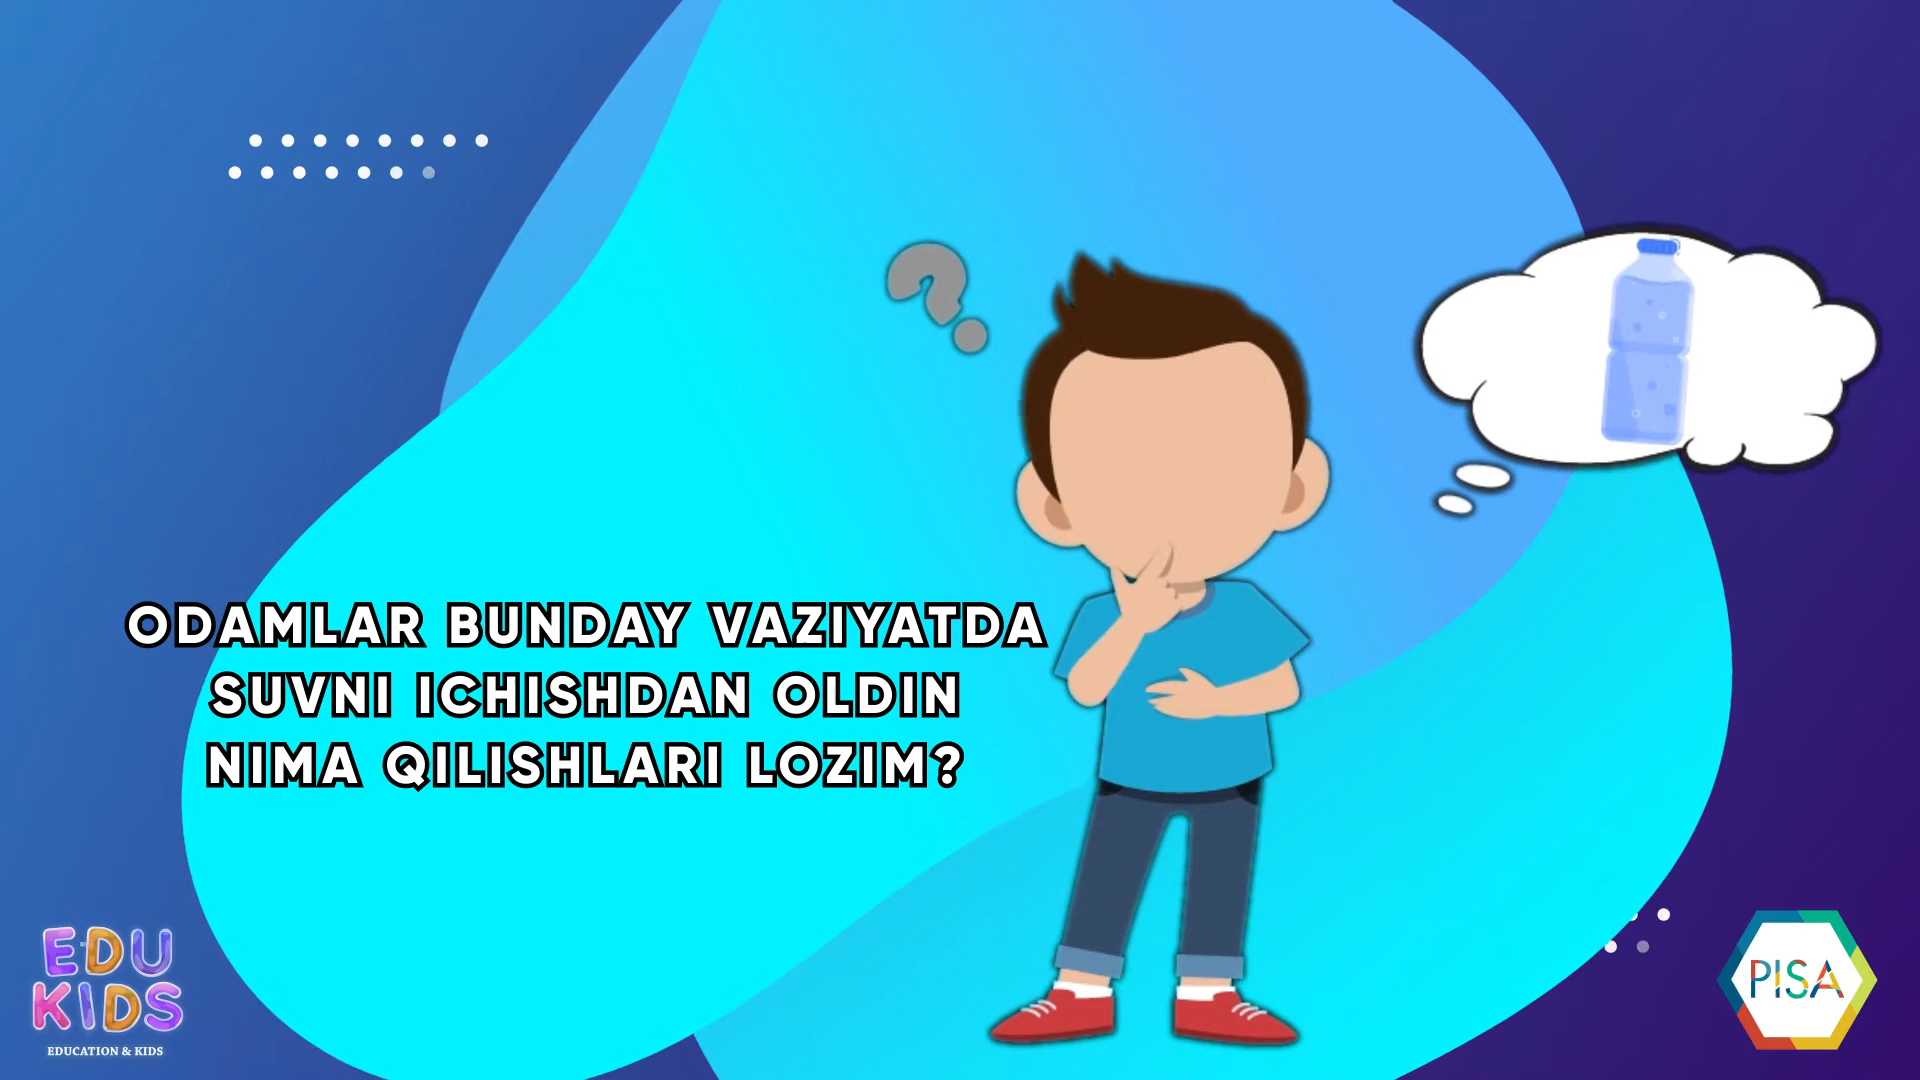 ODAMLAR BUNDAY VAZIYATDA
SUVNI ICHISHDAN OLDIN
NIMA QILISHLARI LOZIM?
EDU
KIDS
EDUCATION & KIDS
PISA